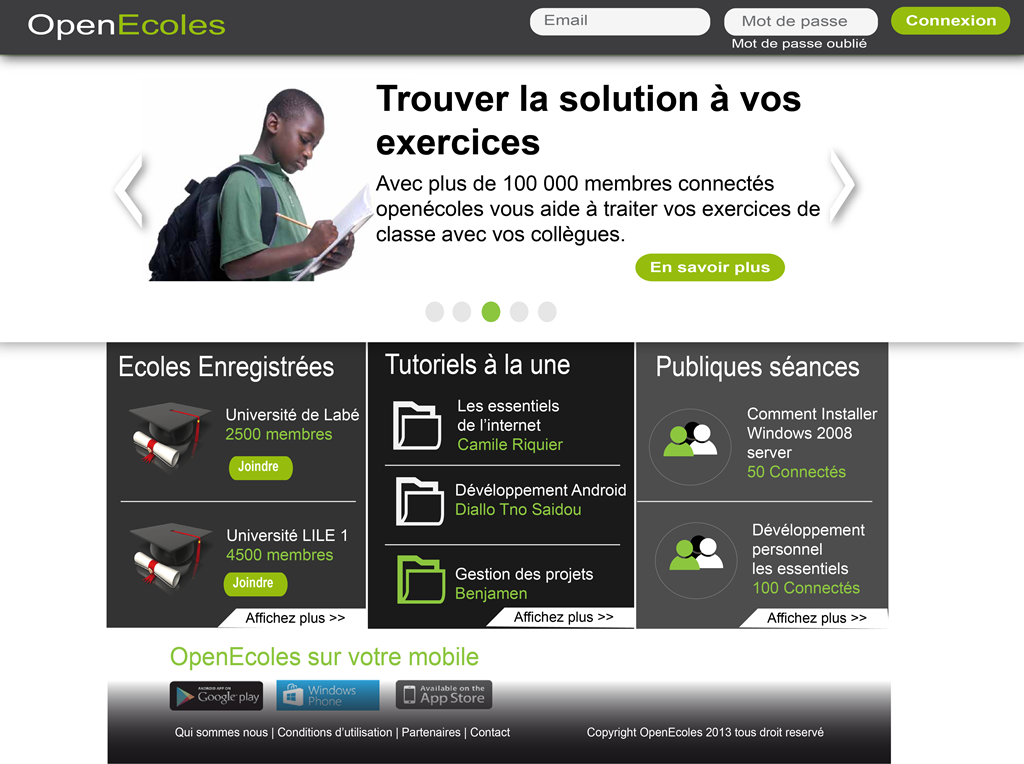 OpenEcoles
Email
Mot de passe
Connexion
Mot de passe oublié
Trouver la solution à vos
exercices
Avec plus de 100 000 membres connectés
openécoles vous aide à traiter vos exercices de
classe avec vos collègues.
En savoir plus
Ecoles Enregistrées
Université de Labé
2500 membres
Joindre
Université LILE 1
4500 membres
Joindre
Affichez plus >>
Tutoriels à la une
Les essentiels
de l'internet
Camile Riquier
Dévéloppement Android
Diallo Tno Saidou
Gestion des projets
Benjamen
Affichez plus >>
Publiques séances
Comment Installer
Windows 2008
server
50 Connectés
Dévéloppement
personnel
les essentiels
100 Connectés
Affichez plus >>
OpenEcoles sur votre mobile
ANDROID APP ON
Google play
Windows
Phone
Available on the
App Store
Qui sommes nous | Conditions d'utilisation | Partenaires | Contact
Copyright OpenEcoles 2013 tous droit reservé